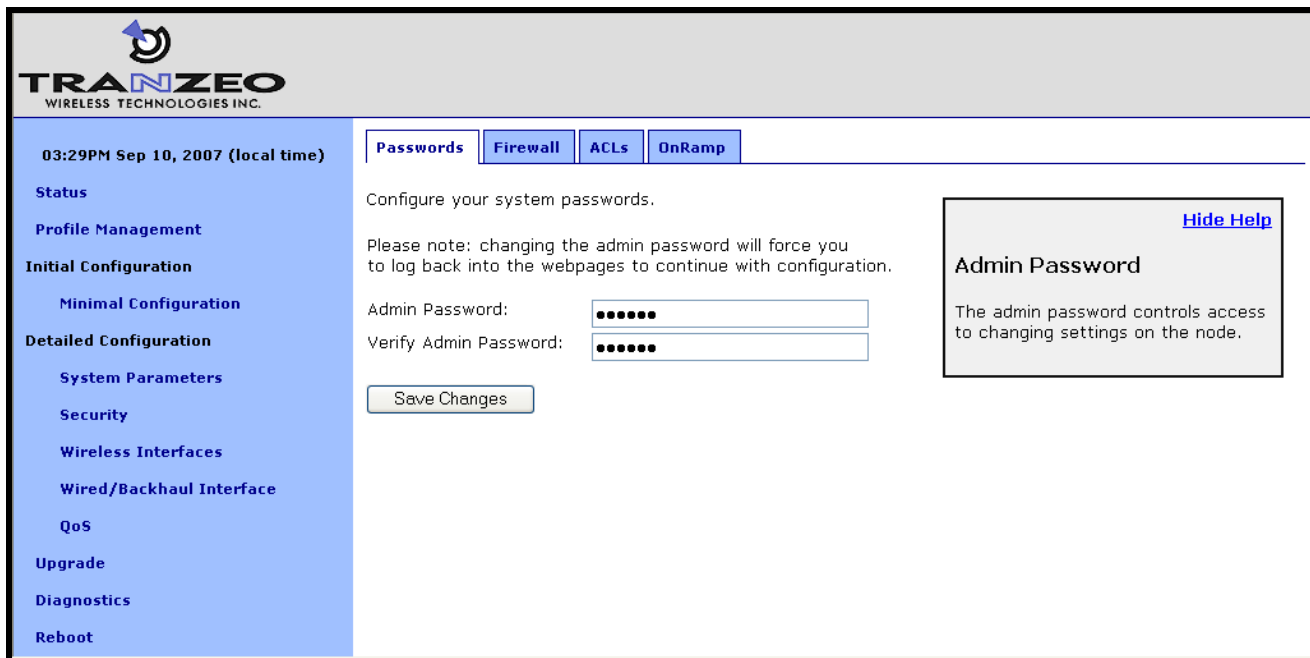 TRANZEO
WIRELESS TECHNOLOGIES INC.
03:29PM Sep 10, 2007 (local time)
Status
Profile Management
Initial Configuration
Minimal Configuration
Detailed Configuration
System Parameters
Security
Wireless Interfaces
Wired/Backhaul Interface
QoS
Upgrade
Diagnostics
Reboot
Passwords
Firewall
ACLs
OnRamp
Configure your system passwords.
Please note: changing the admin password will force you
to log back into the webpages to continue with configuration.
Admin Password:
••••••
Verify Admin Password:
••••••
Save Changes
Hide Help
Admin Password
The admin password controls access
to changing settings on the node.